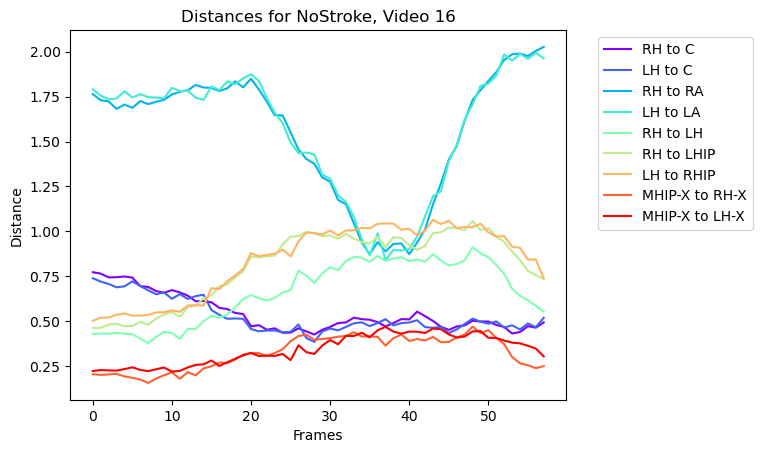 Distances for NoStroke, Video 16
Distance
2.00
1.75
1.50
1.25
1.00
0.75
0.50
0.25
0
10
20
30
40
50
Frames
RH to C
LH to C
RH to RA
LH to LA
RH to LH
RH to LHIP
LH to RHIP
MHIP-X to RH-X
MHIP-X to LH-X